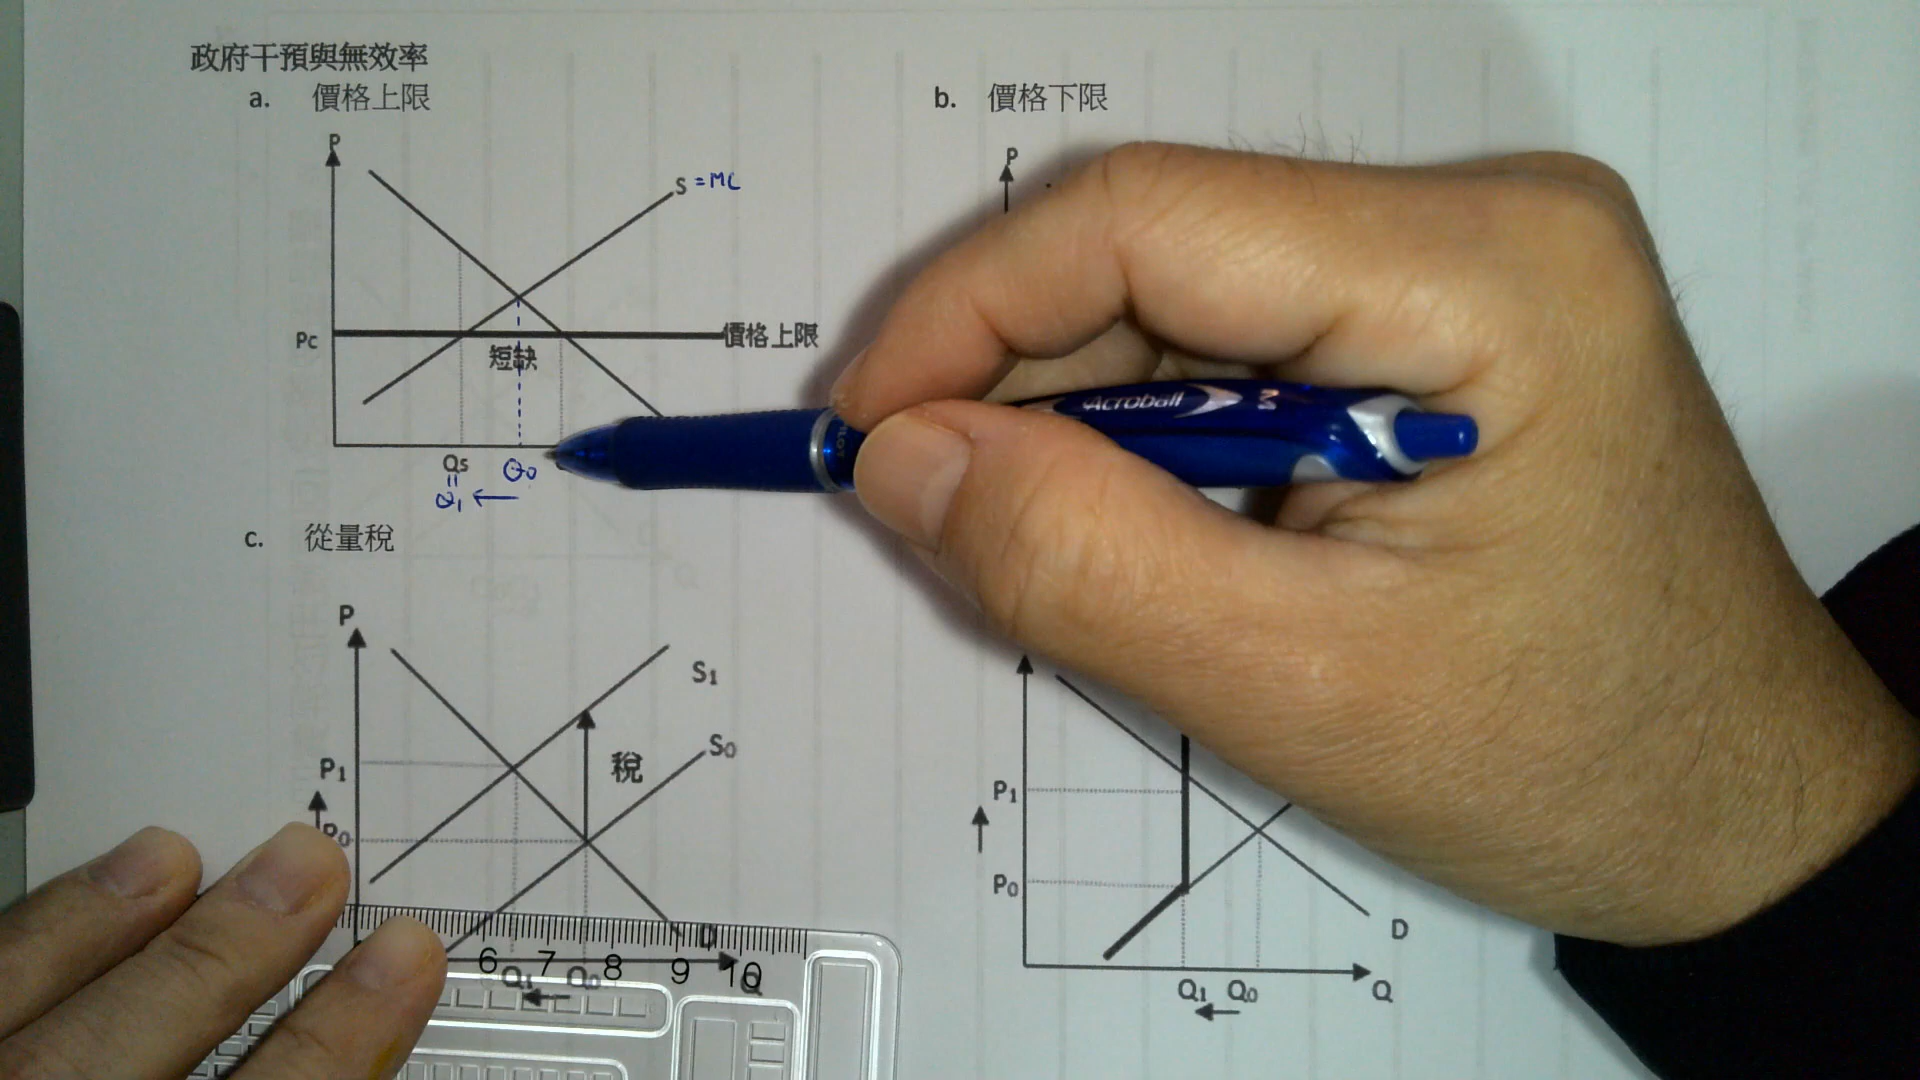 政府干預與無效率
a. 價格上限
b. 價格下限
P
S =MC
Pc
價格上限
短缺
Qs Q0
=
Q1 ←
P
Acroball
M
c. 從量稅
P
S1
S0
稅
P1
P0
D
Q1 Q0 Q
6 7 8 9 10
P1
P0
D
Q1 Q0 Q